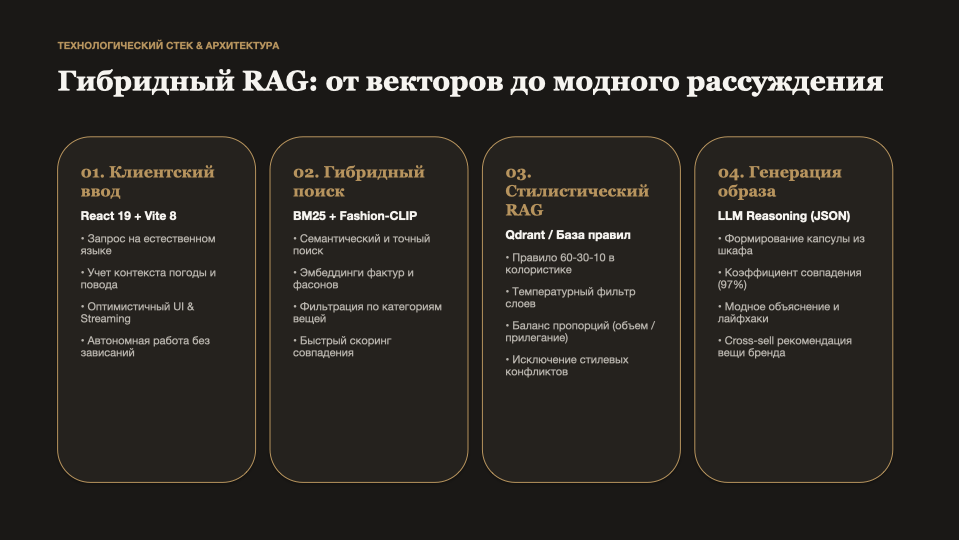 ТЕХНОЛОГИЧЕСКИЙ СТЕК & АРХИТЕКТУРА
Гибридный RAG: от векторов до модного рассуждения
01. Клиентский
ввод
React 19 + Vite 8
• Запрос на естественном
языке
• Учет контекста погоды и
повода
• Оптимистичный UI &
Streaming
• Автономная работа без
зависаний
02. Гибридный
поиск
BM25 + Fashion-CLIP
• Семантический и точный
поиск
• Эмбеддинги фактур и
фасонов
• Фильтрация по категориям
вещей
• Быстрый скоринг
совпадения
03.
Стилистический
RAG
Qdrant / База правил
• Правило 60-30-10 в
колористике
• Температурный фильтр
слоев
• Баланс пропорций (объем /
прилегание)
• Исключение стилевых
конфликтов
04. Генерация
образа
LLM Reasoning (JSON)
• Формирование капсулы из
шкафа
• Коэффициент совпадения
(97%)
• Модное объяснение и
лайфхаки
• Cross-sell рекомендация
вещи бренда